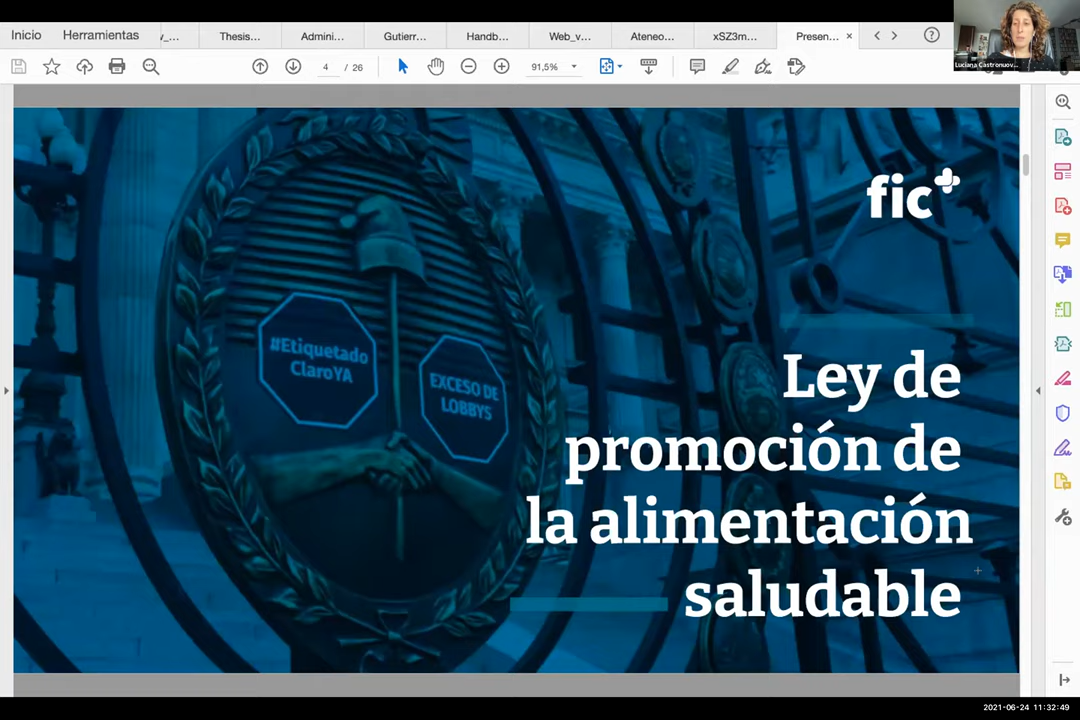 Inicio
Herramientas
v_...
Thesis...
Admini...
Gutierr...
Handb...
Web_v...
Ateneo...
xSZ3m...
Presen...
4 / 26
91,5%
Luciana Castronuov...
fic
#Etiquetado
ClaroYA
EXCESO DE
LOBBYS
Ley de
promoción de
la alimentación
saludable
2021-06-24 11:32:49